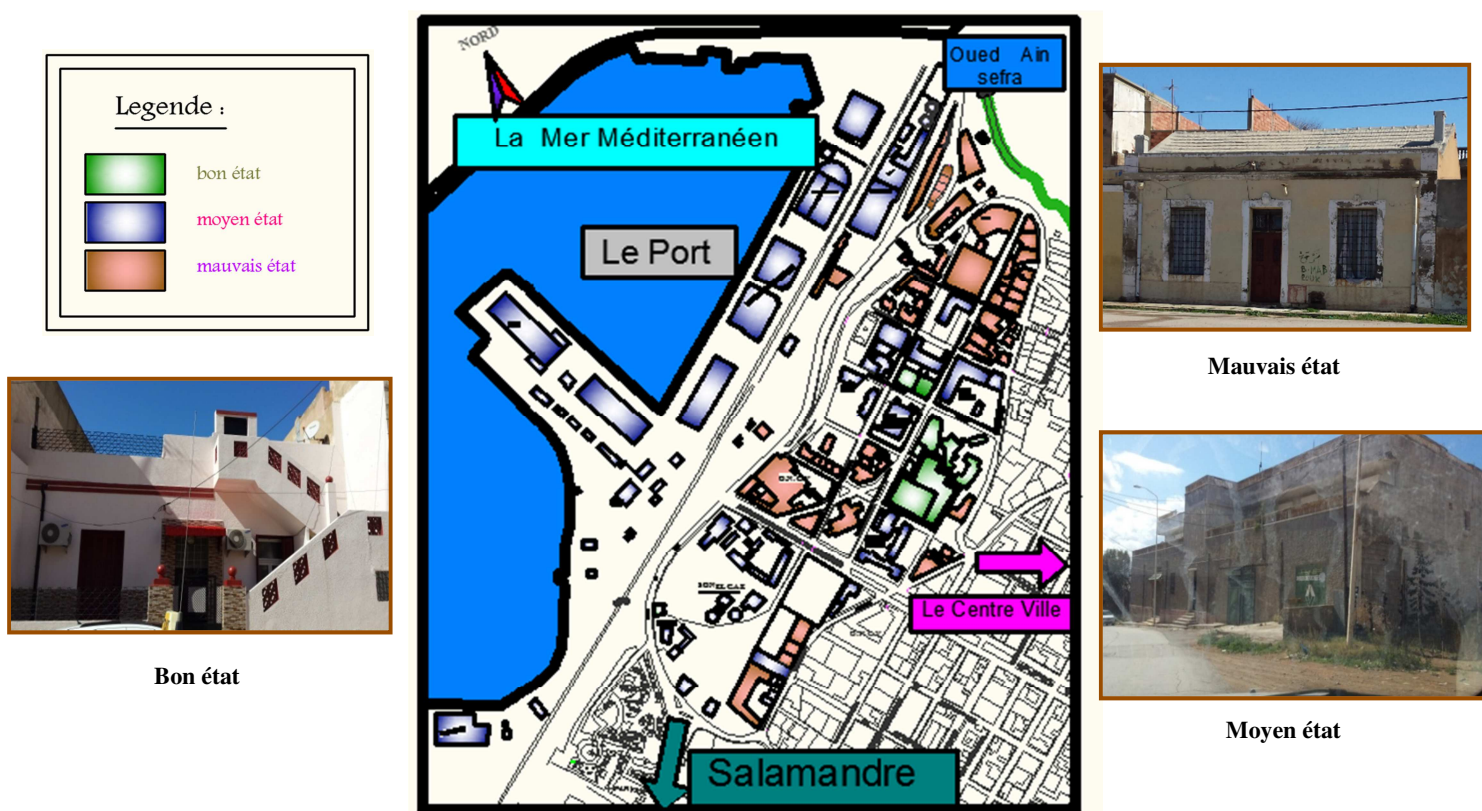 Legende :
bon état
moyen état
mauvais état
NORD
Oued Ain
sefra
La Mer Méditerranéen
Le Port
Le Centre Ville
Salamandre
Mauvais état
Bon état
Moyen état